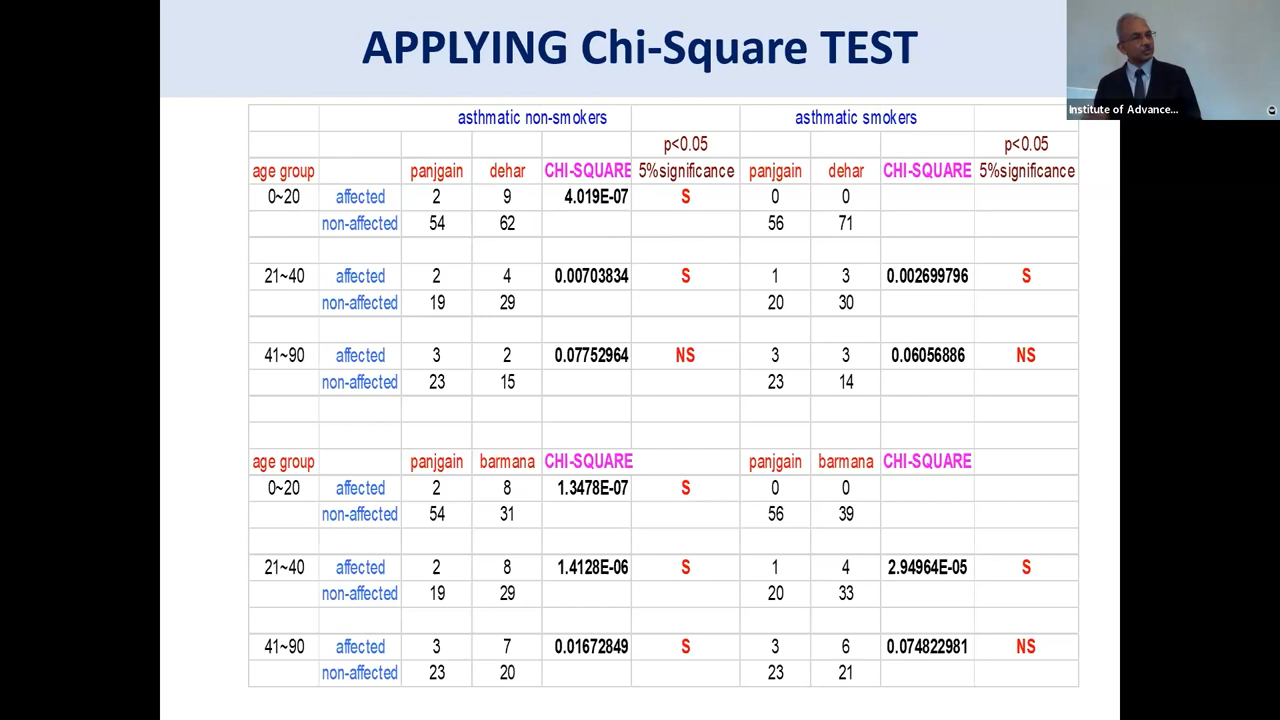 APPLYING Chi-Square TEST
Institute of Advance...
asthmatic non-smokers asthmatic smokers
p<0.05 p<0.05
age group panjgain dehar CHI-SQUARE 5%significance panjgain dehar CHI-SQUARE 5%significance
0~20 affected 2 9 4.019E-07 S 0 0
non-affected 54 62 56 71
21~40 affected 2 4 0.00703834 S 1 3 0.002699796 S
non-affected 19 29 20 30
41~90 affected 3 2 0.07752964 NS 3 3 0.06056886 NS
non-affected 23 15 23 14
age group panjgain barmana CHI-SQUARE panjgain barmana CHI-SQUARE
0~20 affected 2 8 1.3478E-07 S 0 0
non-affected 54 31 56 39
21~40 affected 2 8 1.4128E-06 S 1 4 2.94964E-05 S
non-affected 19 29 20 33
41~90 affected 3 7 0.01672849 S 3 6 0.074822981 NS
non-affected 23 20 23 21